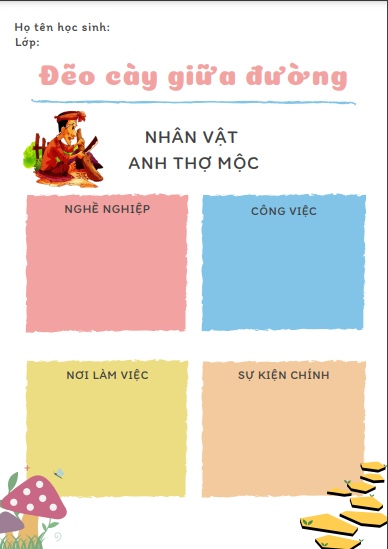 Họ tên học sinh:
Lớp:
Đẽo cày giữa đường
NHÂN VẬT
ANH THỢ MỘC
NGHỀ NGHIỆP
CÔNG VIỆC
NƠI LÀM VIỆC
SỰ KIỆN CHÍNH